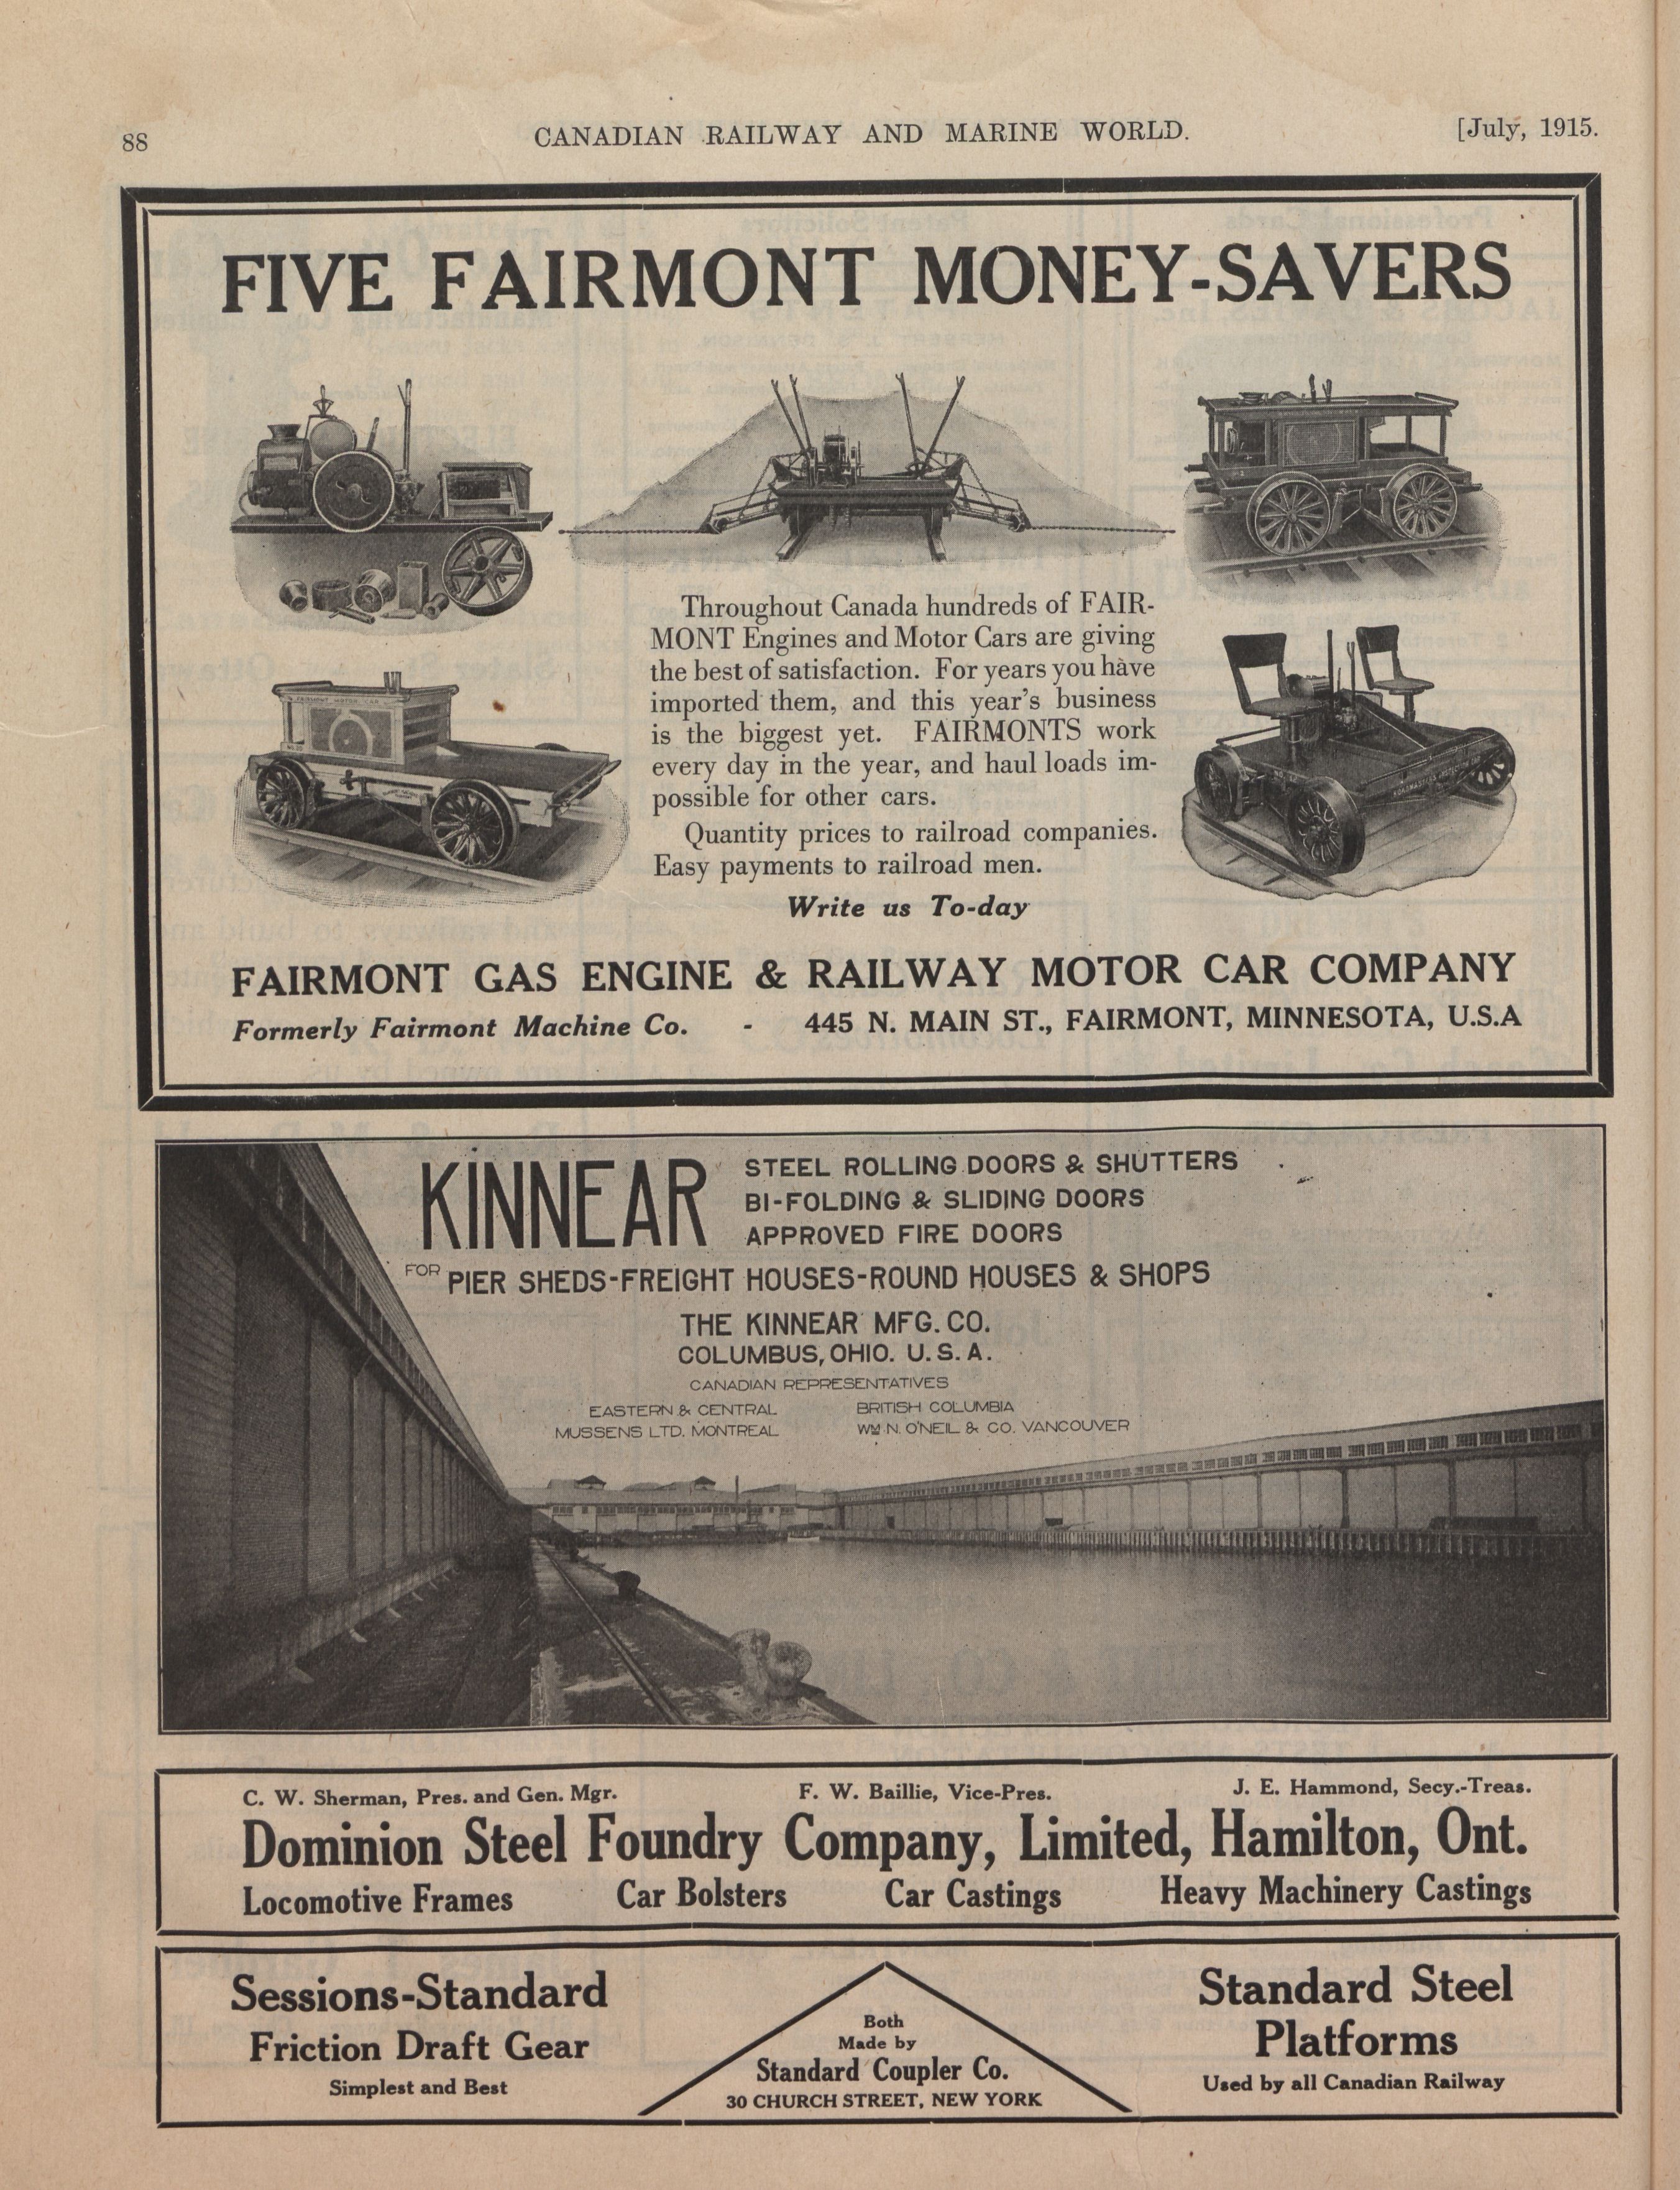 88
CANADIAN RAILWAY AND MARINE WORLD.
[July, 1915.
FIVE FAIRMONT MONEY-SAVERS
Throughout Canada hundreds of FAIR-
MONT Engines and Motor Cars are giving
the best of satisfaction. For years you have
imported them, and this year's business
is the biggest yet. FAIRMONTS work
every day in the year, and haul loads im-
possible for other cars.
Quantity prices to railroad companies.
Easy payments to railroad men.
Write us To-day
FAIRMONT GAS ENGINE & RAILWAY MOTOR CAR COMPANY
Formerly Fairmont Machine Co. - 445 N. MAIN ST., FAIRMONT, MINNESOTA, U.S.A
KINNEAR
STEEL ROLLING DOORS & SHUTTERS
BI-FOLDING & SLIDING DOORS
APPROVED FIRE DOORS
FOR PIER SHEDS-FREIGHT HOUSES-ROUND HOUSES & SHOPS
THE KINNEAR MFG. CO.
COLUMBUS, OHIO. U.S.A.
CANADIAN REPRESENTATIVES
EASTERN & CENTRAL
MUSSENS LTD. MONTREAL
BRITISH COLUMBIA
WM. N. O'NEIL & CO. VANCOUVER
C. W. Sherman, Pres. and Gen. Mgr.
F. W. Baillie, Vice-Pres.
J. E. Hammond, Secy.-Treas.
Dominion Steel Foundry Company, Limited, Hamilton, Ont.
Locomotive Frames
Car Bolsters
Car Castings
Heavy Machinery Castings
Sessions-Standard
Friction Draft Gear
Simplest and Best
Both
Made by
Standard Coupler Co.
30 CHURCH STREET, NEW YORK
Standard Steel
Platforms
Used by all Canadian Railway